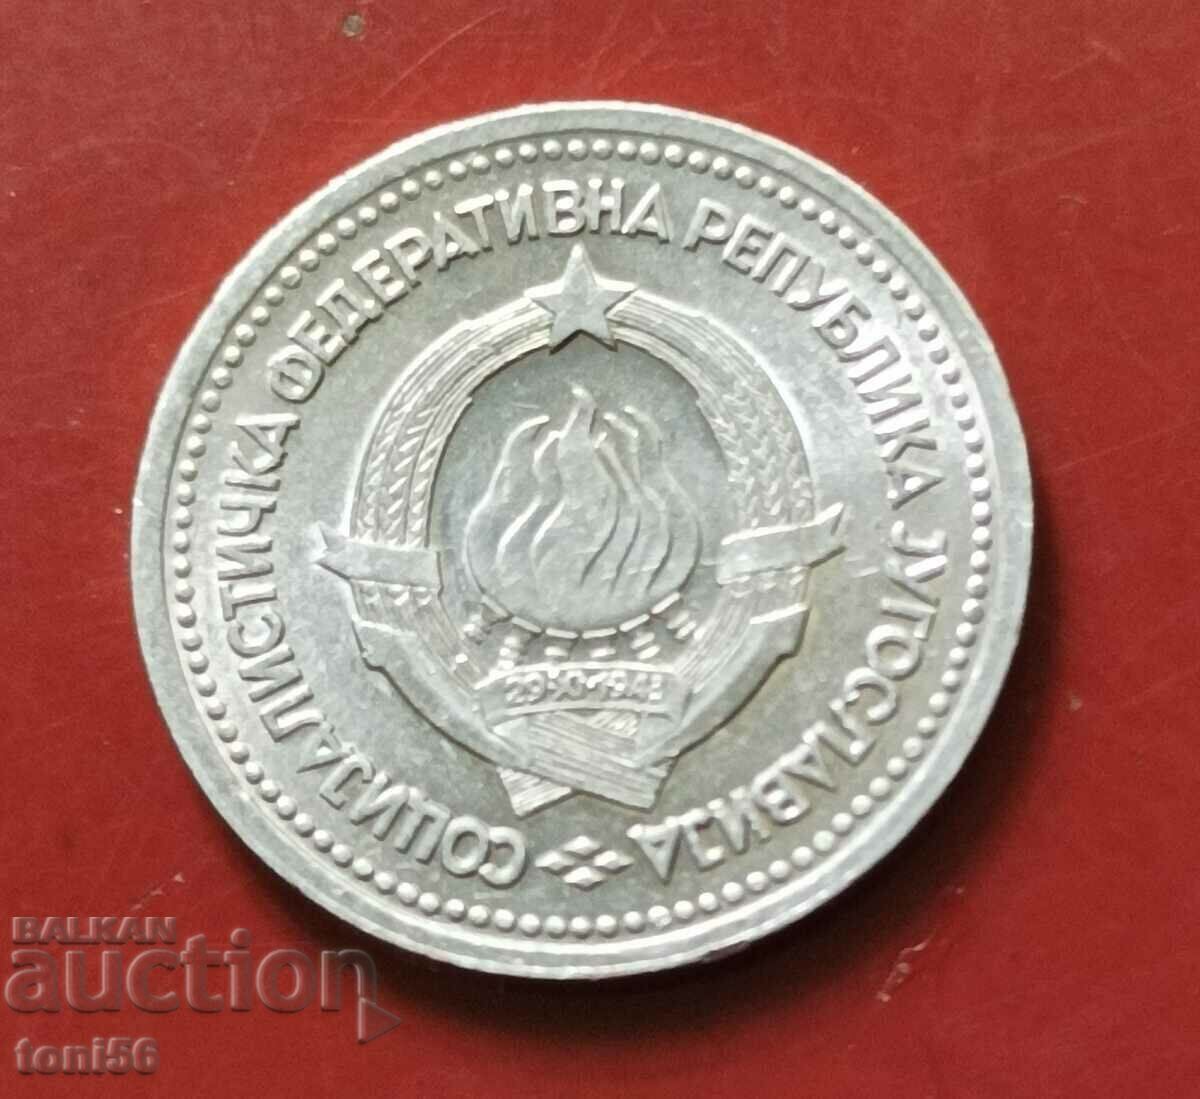 СОЦИЈАЛИСТИЧКА ФЕДЕРАТИВНА РЕПУБЛИКА ЈУГОСЛАВИЈА
29•XI•1943
BALKAN
auction
toni56